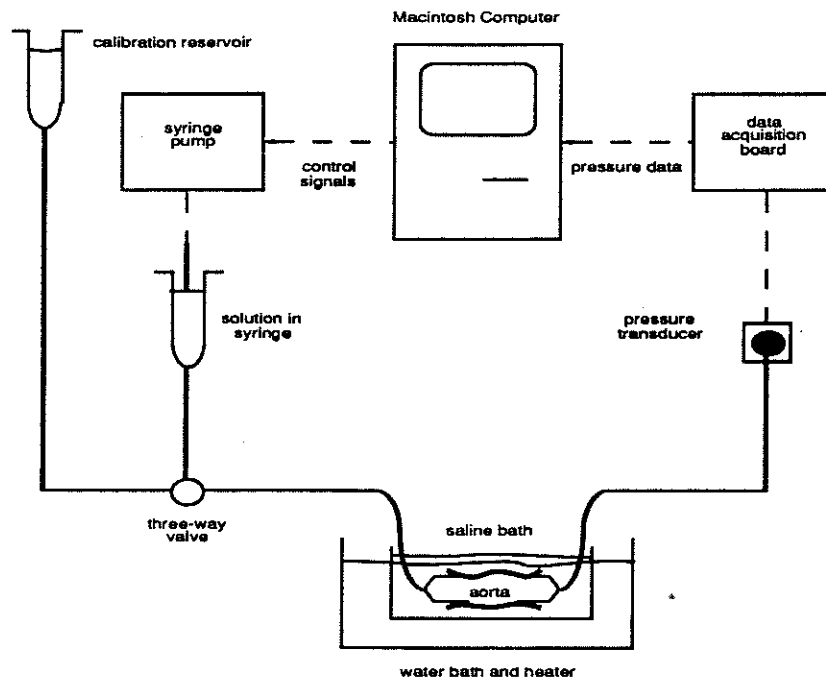 Macintosh Computer
calibration reservoir
syringe
pump
data
acquisition
board
control
signals
pressure data
solution in
syringe
pressure
transducer
three-way
valve
saline bath
aorta
water bath and heater